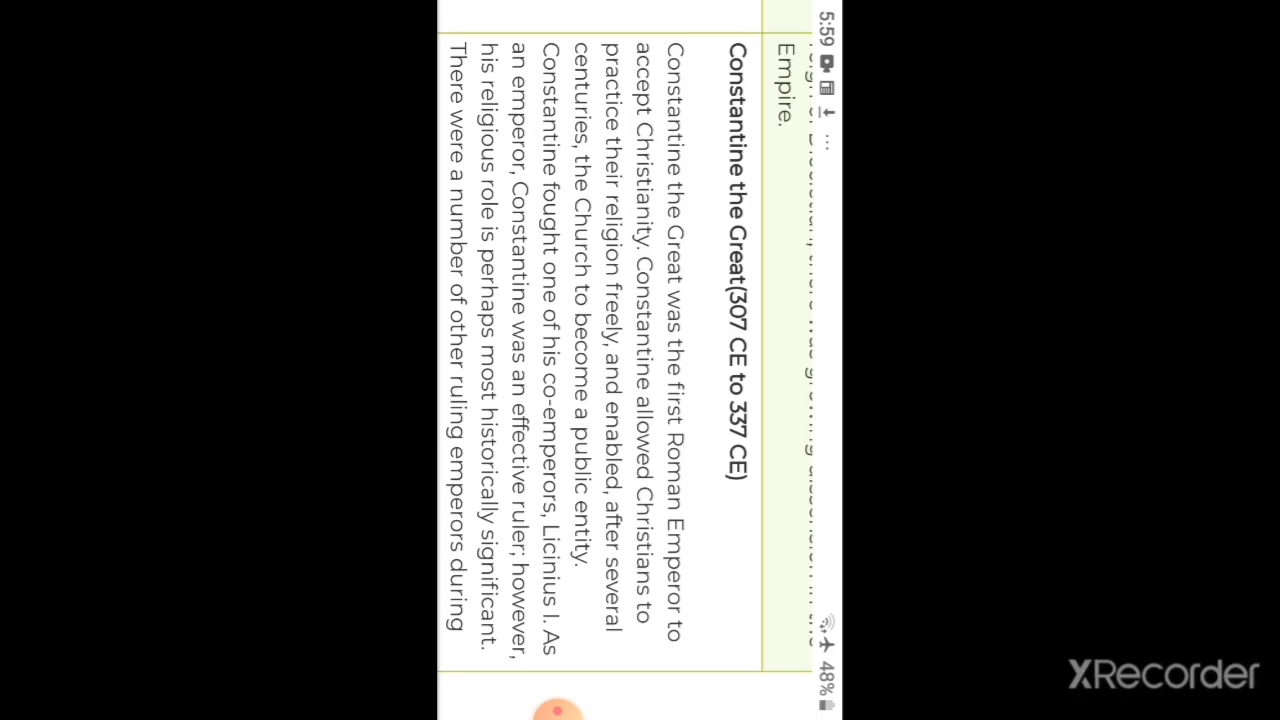 5:59
48%
Empire.
Constantine the Great(307 CE to 337 CE)
Constantine the Great was the first Roman Emperor to
accept Christianity. Constantine allowed Christians to
practice their religion freely, and enabled, after several
centuries, the Church to become a public entity.
Constantine fought one of his co-emperors, Licinius I. As
an emperor, Constantine was an effective ruler; however,
his religious role is perhaps most historically significant.
There were a number of other ruling emperors during
XRecorder